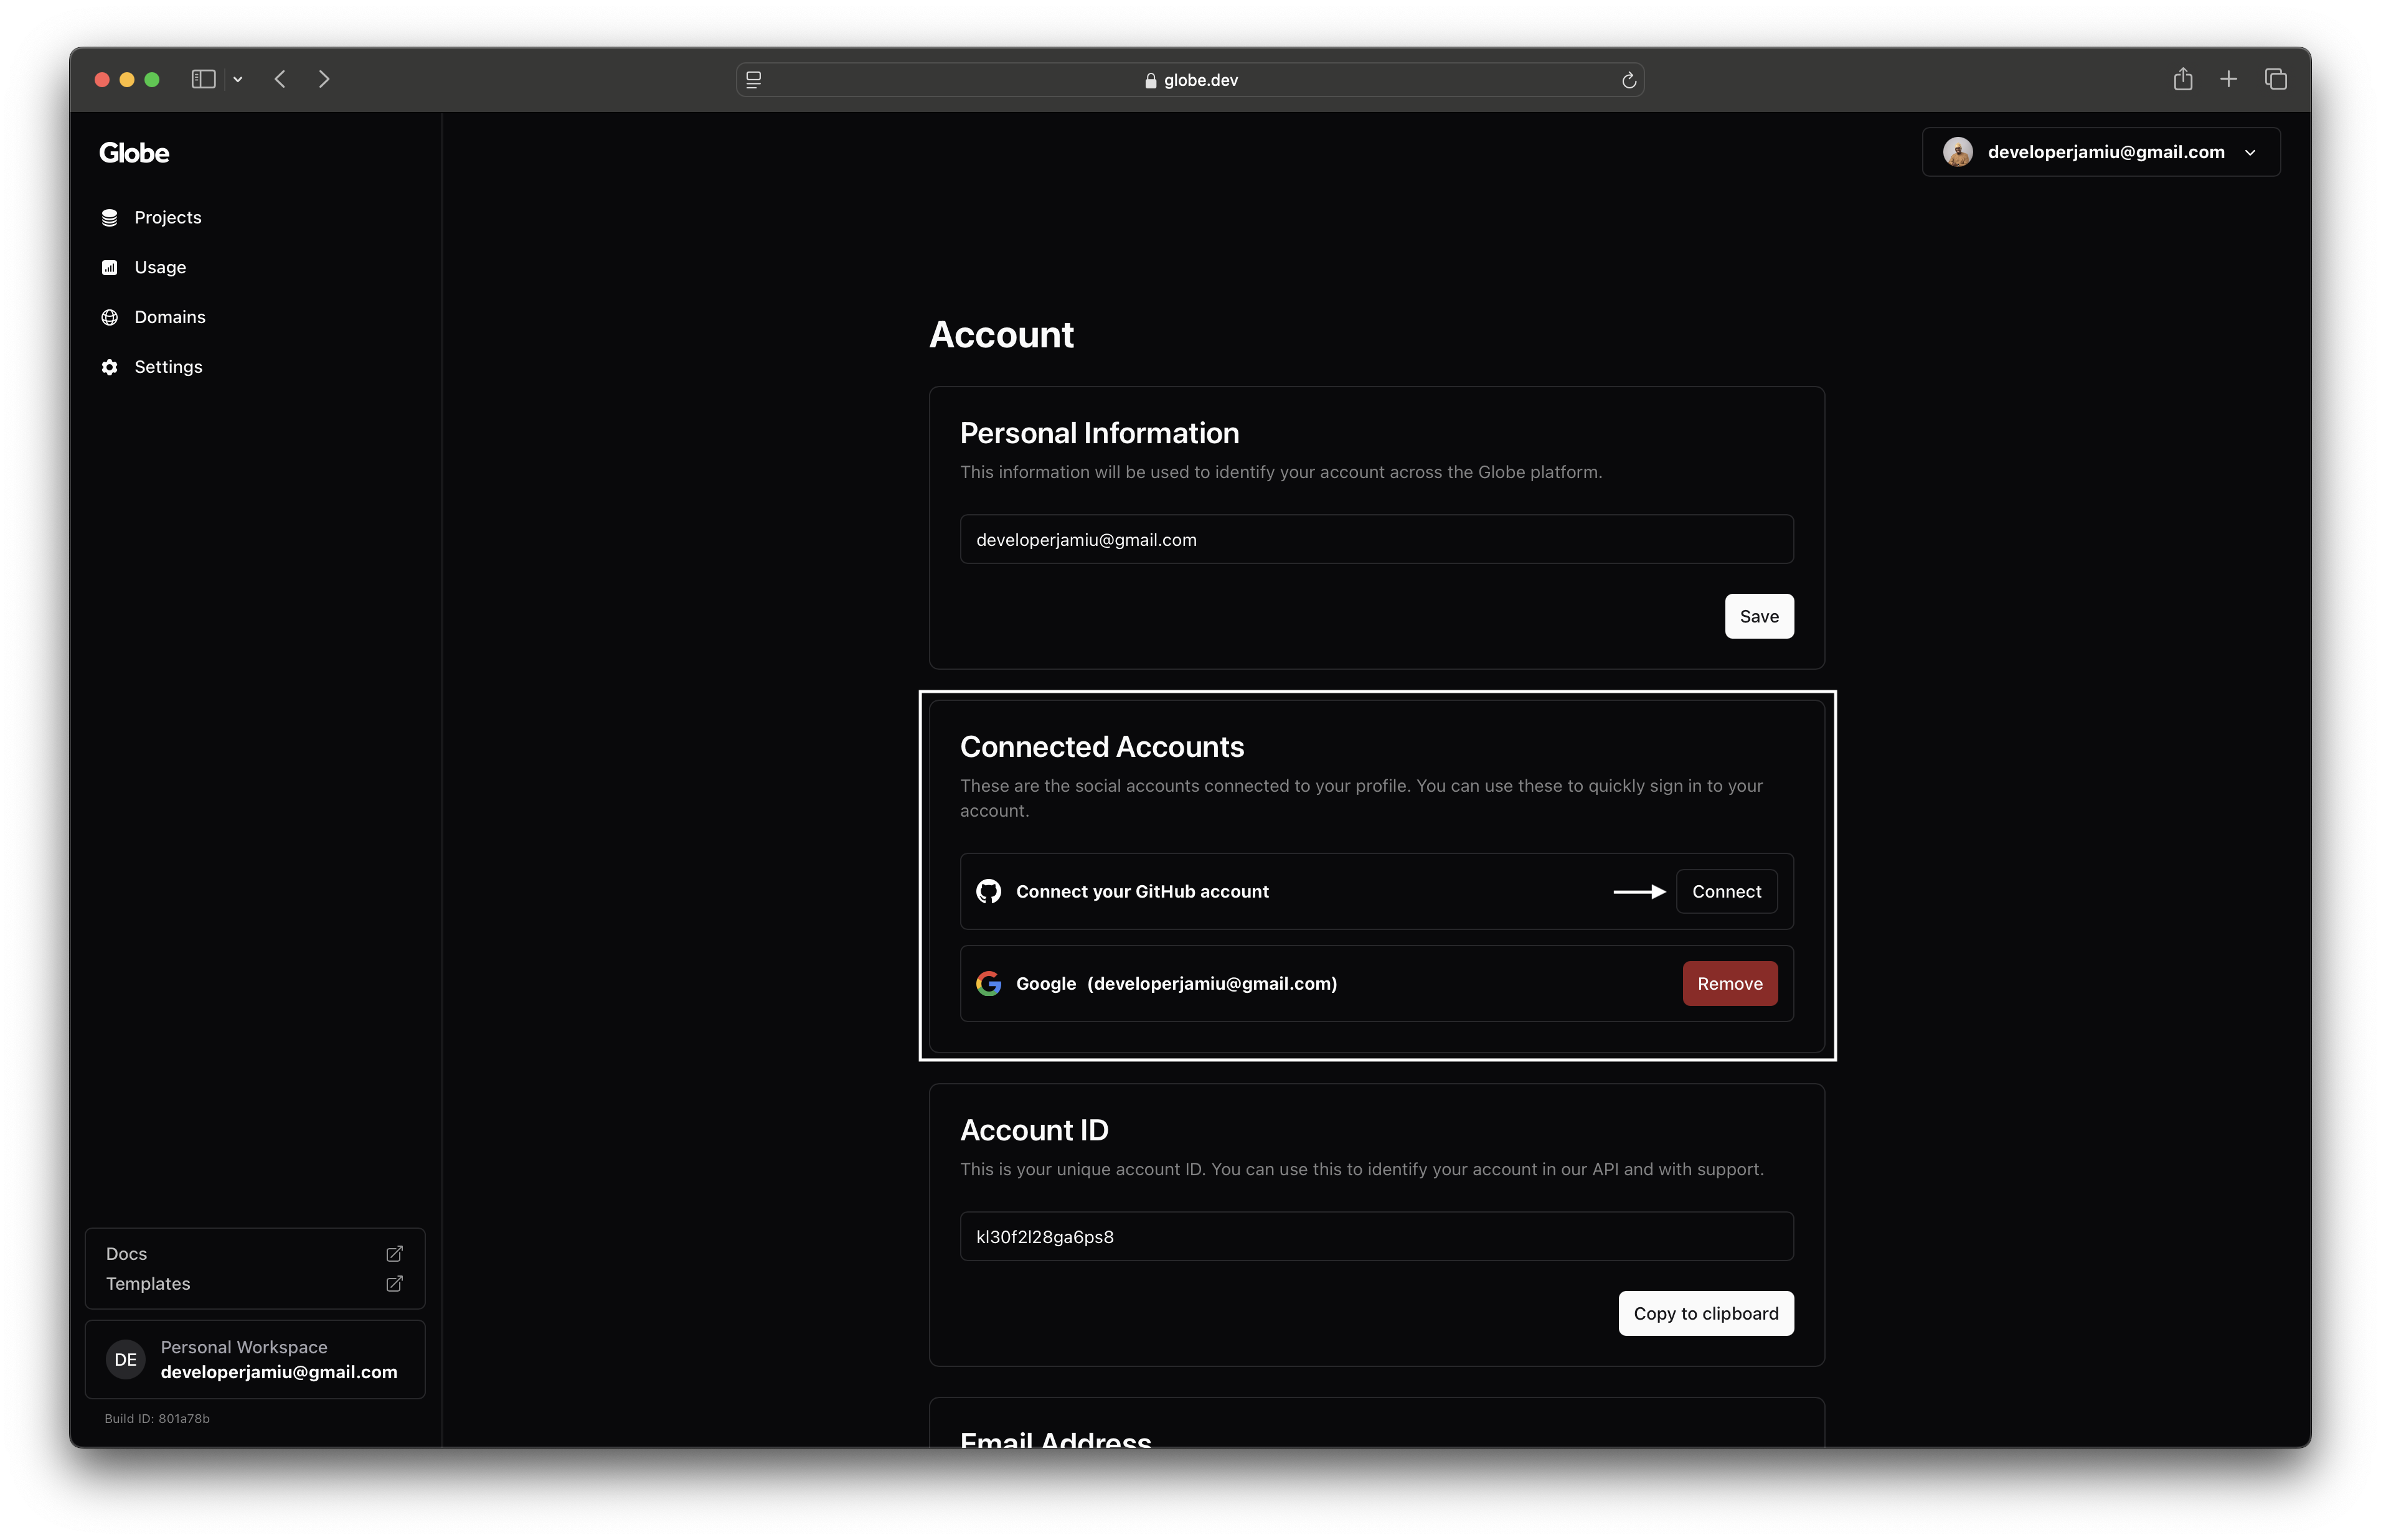 globe.dev
Globe
developerjamiu@gmail.com
Projects
Usage
Domains
Settings
Account
Personal Information
This information will be used to identify your account across the Globe platform.
developerjamiu@gmail.com
Save
Connected Accounts
These are the social accounts connected to your profile. You can use these to quickly sign in to your
account.
Connect your GitHub account
Connect
Google (developerjamiu@gmail.com)
Remove
Account ID
This is your unique account ID. You can use this to identify your account in our API and with support.
kl30f2l28ga6ps8
Copy to clipboard
Email Address
Docs
Templates
DE
Personal Workspace
developerjamiu@gmail.com
Build ID: 801a78b